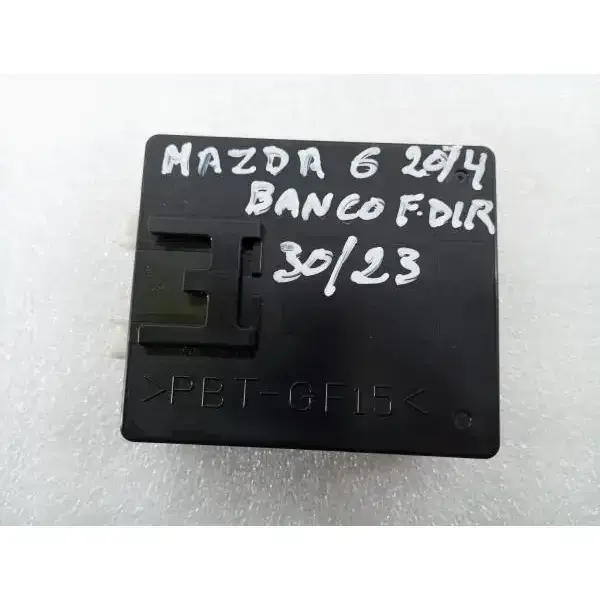 MAZDA 6 2014
BANCO F.DIR
30/23
>PBT-GF15<